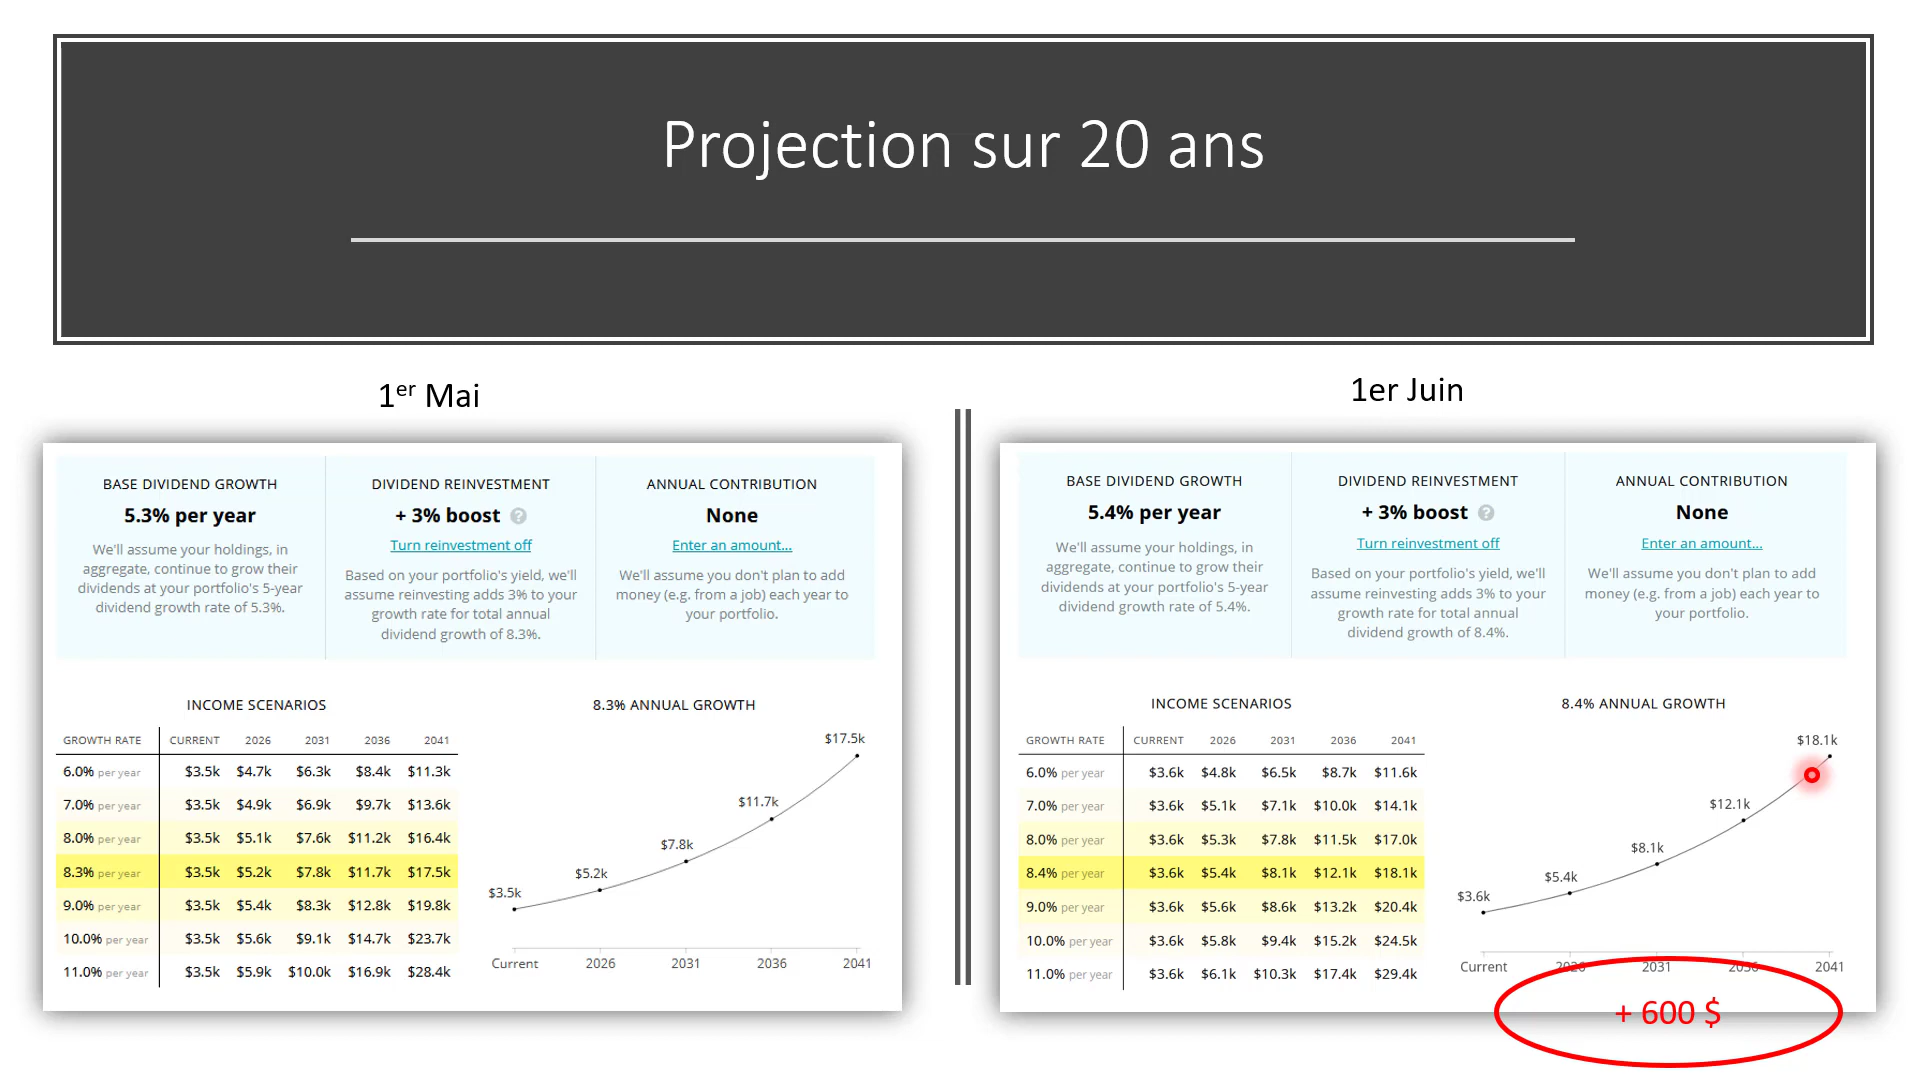 Projection sur 20 ans
1er Mai
BASE DIVIDEND GROWTH
5.3% per year
We'll assume your holdings, in
aggregate, continue to grow their
dividends at your portfolio's 5-year
dividend growth rate of 5.3%.
DIVIDEND REINVESTMENT
+ 3% boost ?
Turn reinvestment off
Based on your portfolio's yield, we'll
assume reinvesting adds 3% to your
growth rate for total annual
dividend growth of 8.3%.
ANNUAL CONTRIBUTION
None
Enter an amount...
We'll assume you don't plan to add
money (e.g. from a job) each year to
your portfolio.
INCOME SCENARIOS
GROWTH RATE CURRENT 2026 2031 2036 2041
6.0% per year $3.5k $4.7k $6.3k $8.4k $11.3k
7.0% per year $3.5k $4.9k $6.9k $9.7k $13.6k
8.0% per year $3.5k $5.1k $7.6k $11.2k $16.4k
8.3% per year $3.5k $5.2k $7.8k $11.7k $17.5k
9.0% per year $3.5k $5.4k $8.3k $12.8k $19.8k
10.0% per year $3.5k $5.6k $9.1k $14.7k $23.7k
11.0% per year $3.5k $5.9k $10.0k $16.9k $28.4k
8.3% ANNUAL GROWTH
$17.5k
$11.7k
$7.8k
$5.2k
$3.5k
Current 2026 2031 2036 2041
1er Juin
BASE DIVIDEND GROWTH
5.4% per year
We'll assume your holdings, in
aggregate, continue to grow their
dividends at your portfolio's 5-year
dividend growth rate of 5.4%.
DIVIDEND REINVESTMENT
+ 3% boost ?
Turn reinvestment off
Based on your portfolio's yield, we'll
assume reinvesting adds 3% to your
growth rate for total annual
dividend growth of 8.4%.
ANNUAL CONTRIBUTION
None
Enter an amount...
We'll assume you don't plan to add
money (e.g. from a job) each year to
your portfolio.
INCOME SCENARIOS
GROWTH RATE CURRENT 2026 2031 2036 2041
6.0% per year $3.6k $4.8k $6.5k $8.7k $11.6k
7.0% per year $3.6k $5.1k $7.1k $10.0k $14.1k
8.0% per year $3.6k $5.3k $7.8k $11.5k $17.0k
8.4% per year $3.6k $5.4k $8.1k $12.1k $18.1k
9.0% per year $3.6k $5.6k $8.6k $13.2k $20.4k
10.0% per year $3.6k $5.8k $9.4k $15.2k $24.5k
11.0% per year $3.6k $6.1k $10.3k $17.4k $29.4k
8.4% ANNUAL GROWTH
$18.1k
$12.1k
$8.1k
$5.4k
$3.6k
Current 2026 2031 2036 2041
+ 600 $